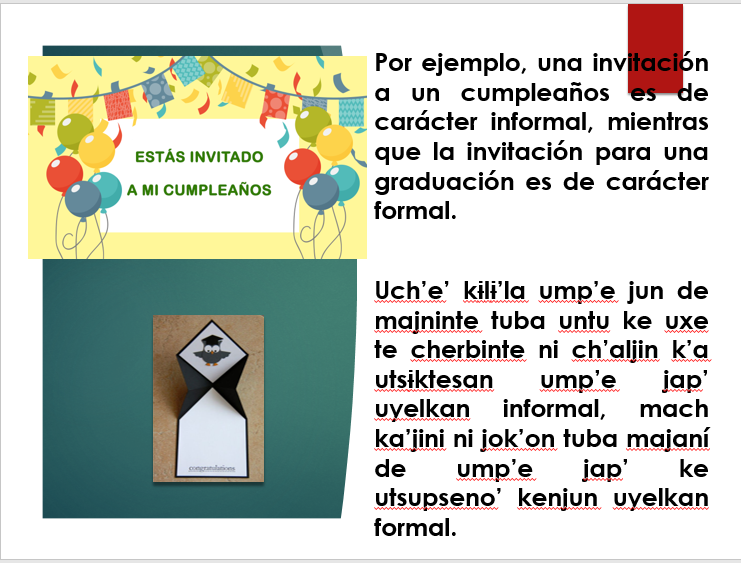 ESTÁS INVITADO
A MI CUMPLEAÑOS
Por ejemplo, una invitación
a un cumpleaños es de
carácter informal, mientras
que la invitación para una
graduación es de carácter
formal.
Uch’e’ kɨlɨ’la ump’e jun de
majninte tuba untu ke uxe
te cherbinte ni ch’aljin k’a
utsɨktesan ump’e jap’
uyelkan informal, mach
ka’jini ni jok’on tuba majaní
de ump’e jap’ ke
utsupseno’ kenjun uyelkan
formal.
congratulations